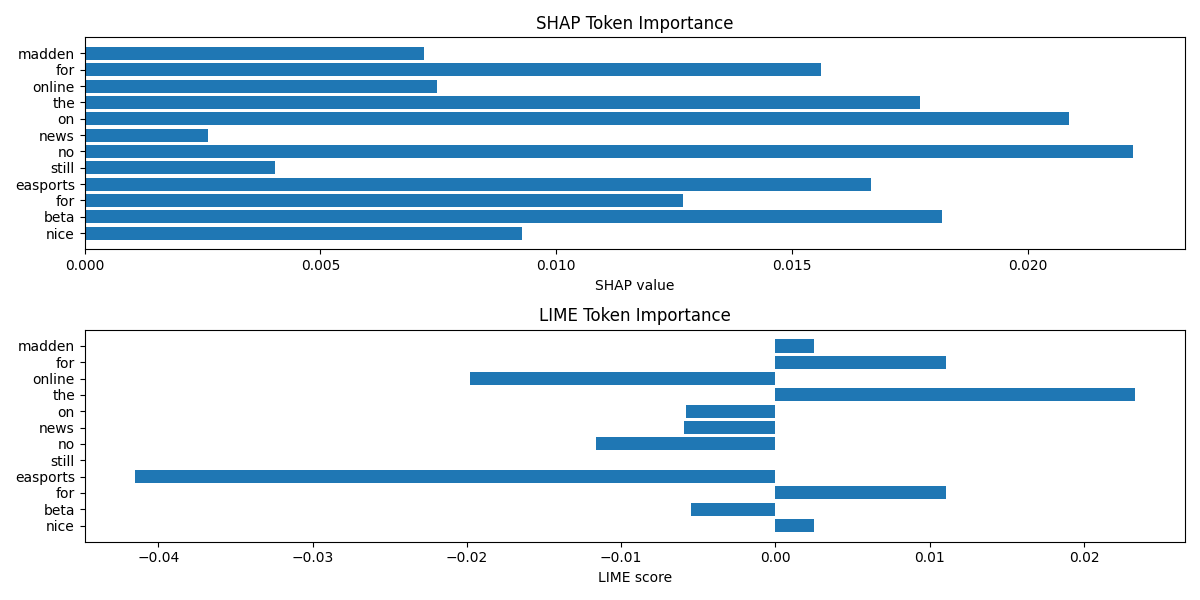 SHAP Token Importance
madden
for
online
the
on
news
no
still
easports
for
beta
nice
0.000 0.005 0.010 0.015 0.020
SHAP value
LIME Token Importance
madden
for
online
the
on
news
no
still
easports
for
beta
nice
−0.04 −0.03 −0.02 −0.01 0.00 0.01 0.02
LIME score